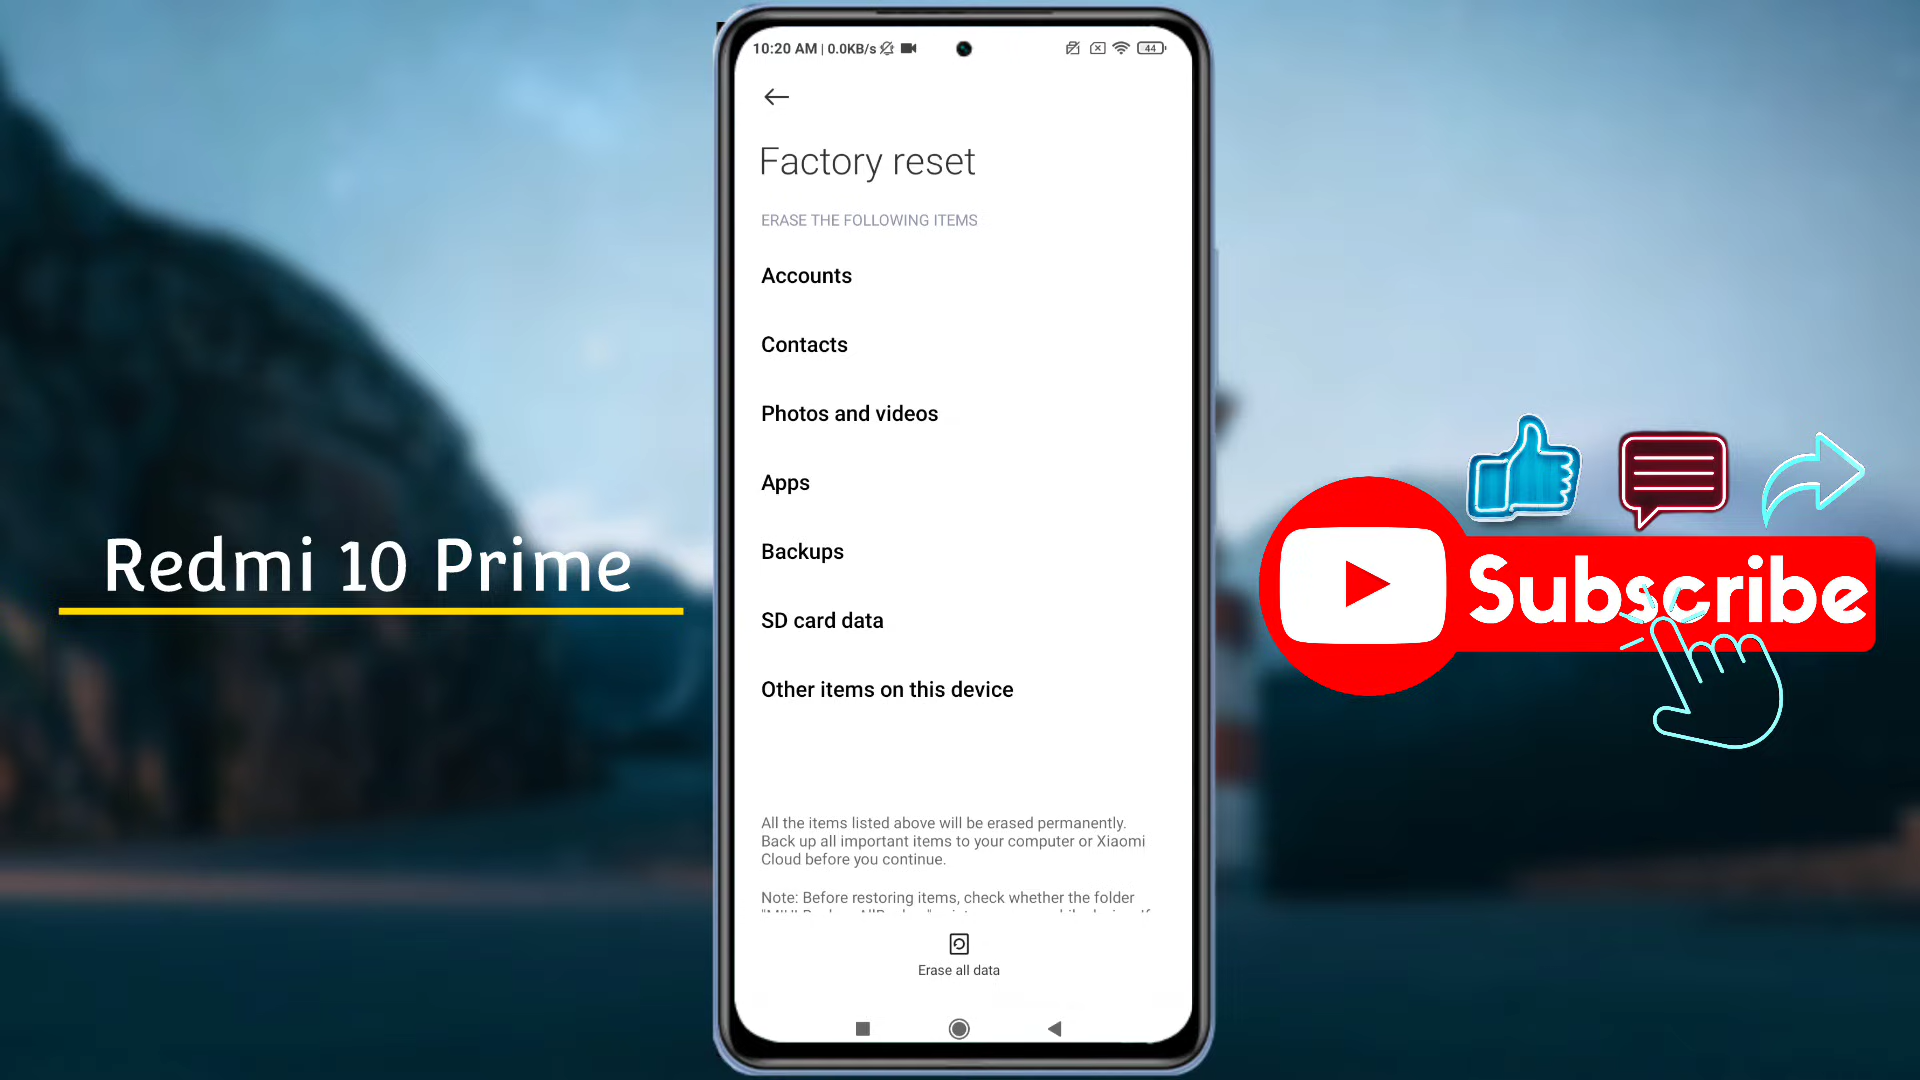 10:20 AM | 0.0KB/s
44
Factory reset
ERASE THE FOLLOWING ITEMS
Accounts
Contacts
Photos and videos
Apps
Backups
SD card data
Other items on this device
All the items listed above will be erased permanently.
Back up all important items to your computer or Xiaomi
Cloud before you continue.
Note: Before restoring items, check whether the folder
Erase all data
Redmi 10 Prime
Subscribe